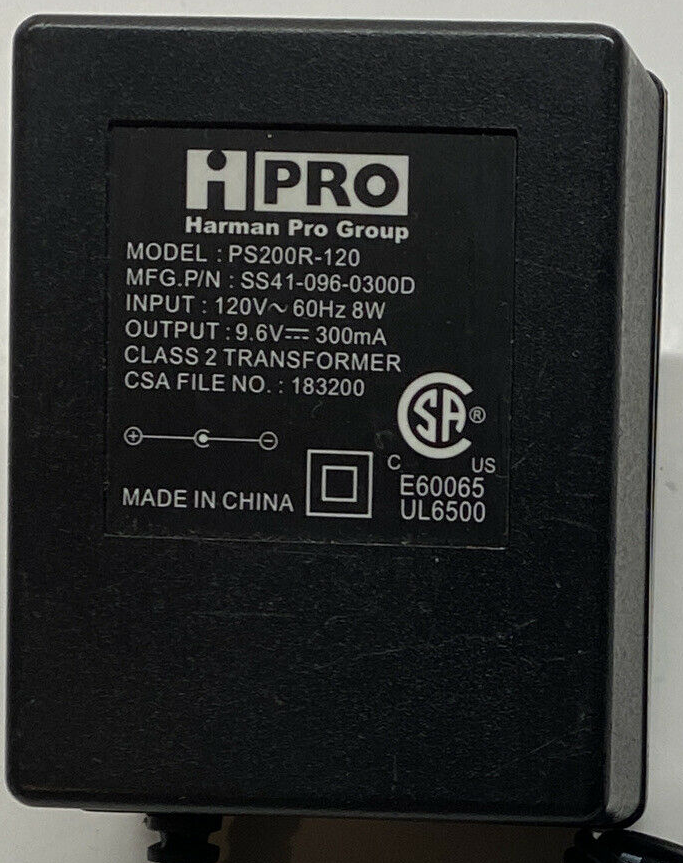 HPRO
Harman Pro Group
MODEL : PS200R-120
MFG.P/N : SS41-096-0300D
INPUT : 120V～ 60Hz 8W
OUTPUT : 9.6V⎓ 300mA
CLASS 2 TRANSFORMER
CSA FILE NO. : 183200
+ -
SA®
C US
E60065
UL6500
MADE IN CHINA